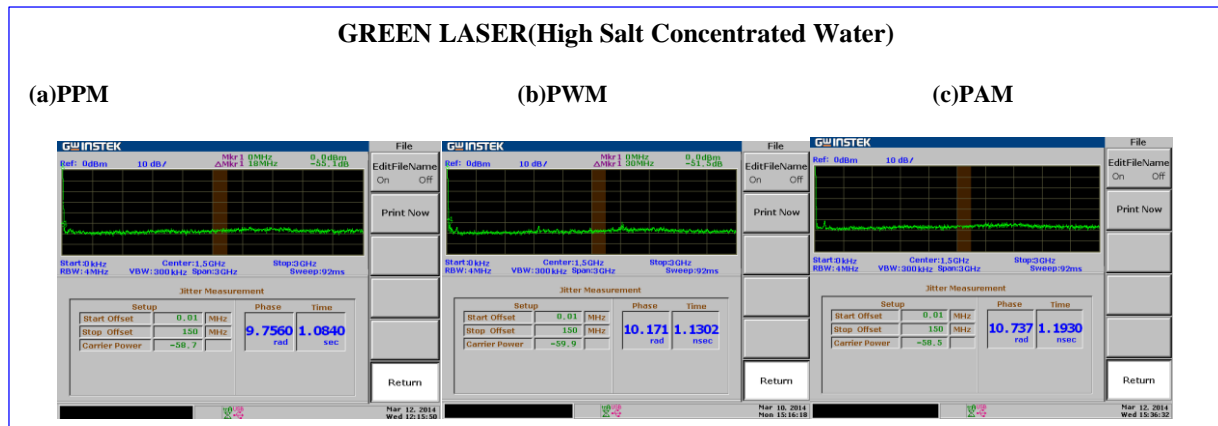 GREEN LASER(High Salt Concentrated Water)
(a)PPM
(b)PWM
(c)PAM
GWINSTEK
File
Ref: 0dBm 10 dB/ Mkr1 0MHz 0.0dBm
ΔMkr1 18MHz -55.1dB
EditFileName
On Off
Print Now
Start:0kHz Center:1.5GHz Stop:3GHz
RBW:4MHz VBW:300kHz Span:3GHz Sweep:92ms
Jitter Measurement
Setup Phase Time
Start Offset 0.01 MHz
Stop Offset 150 MHz
Carrier Power -58.7
9.7560 1.0840
rad sec
Return
Mar 12, 2014
Wed 12:15:50
GWINSTEK
File
Ref: 0dBm 10 dB/ Mkr1 0MHz 0.0dBm
ΔMkr1 30MHz -51.5dB
EditFileName
On Off
Print Now
Start:0kHz Center:1.5GHz Stop:3GHz
RBW:4MHz VBW:300kHz Span:3GHz Sweep:92ms
Jitter Measurement
Setup Phase Time
Start Offset 0.01 MHz
Stop Offset 150 MHz
Carrier Power -59.9
10.171 1.1302
rad nsec
Return
Mar 10, 2014
Mon 15:16:18
GWINSTEK
File
Ref: 0dBm 10 dB/
EditFileName
On Off
Print Now
Start:0kHz Center:1.5GHz Stop:3GHz
RBW:4MHz VBW:300kHz Span:3GHz Sweep:92ms
Jitter Measurement
Setup Phase Time
Start Offset 0.01 MHz
Stop Offset 150 MHz
Carrier Power -58.5
10.737 1.1930
rad nsec
Return
Mar 12, 2014
Wed 15:36:32